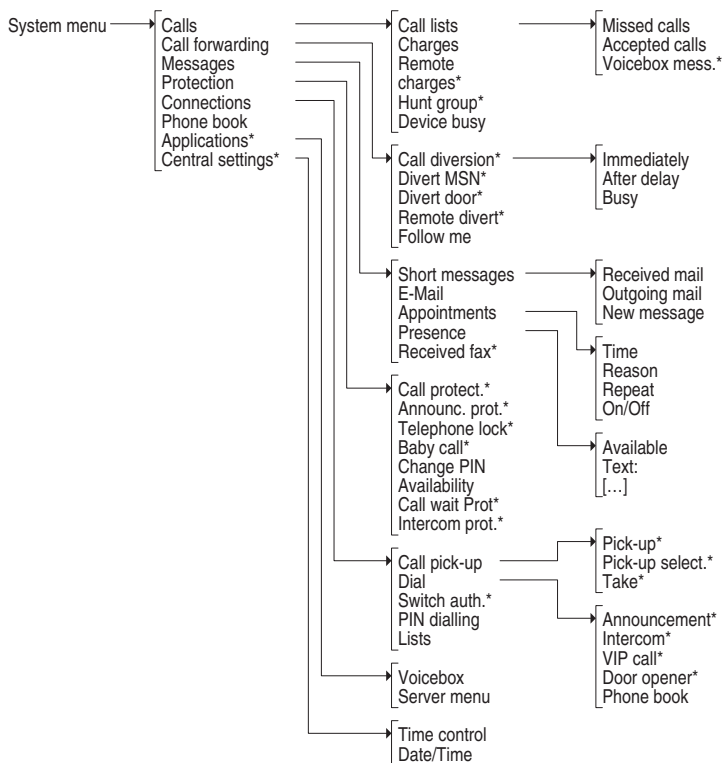 System menu
Calls
Call forwarding
Messages
Protection
Connections
Phone book
Applications*
Central settings*
Call lists
Charges
Remote
charges*
Hunt group*
Device busy
Missed calls
Accepted calls
Voicebox mess.*
Call diversion*
Divert MSN*
Divert door*
Remote divert*
Follow me
Immediately
After delay
Busy
Short messages
E-Mail
Appointments
Presence
Received fax*
Received mail
Outgoing mail
New message
Time
Reason
Repeat
On/Off
Available
Text:
[…]
Call protect.*
Announc. prot.*
Telephone lock*
Baby call*
Change PIN
Availability
Call wait Prot*
Intercom prot.*
Call pick-up
Dial
Switch auth.*
PIN dialling
Lists
Pick-up*
Pick-up select.*
Take*
Announcement*
Intercom*
VIP call*
Door opener*
Phone book
Voicebox
Server menu
Time control
Date/Time